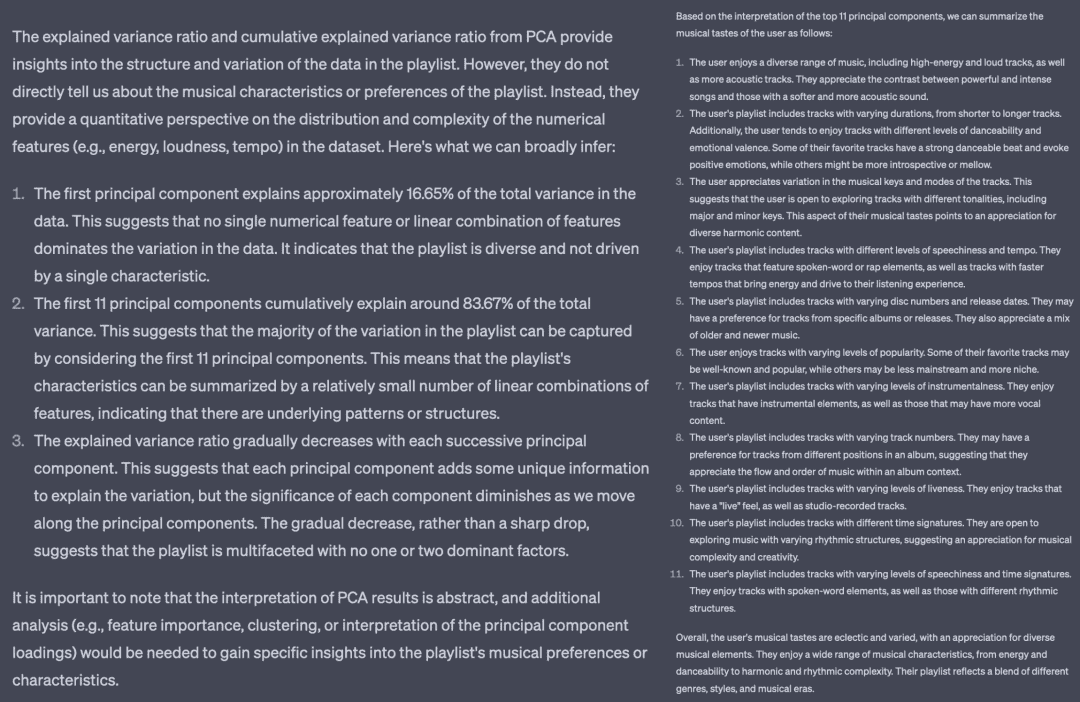 The explained variance ratio and cumulative explained variance ratio from PCA provide
insights into the structure and variation of the data in the playlist. However, they do not
directly tell us about the musical characteristics or preferences of the playlist. Instead, they
provide a quantitative perspective on the distribution and complexity of the numerical
features (e.g., energy, loudness, tempo) in the dataset. Here's what we can broadly infer:
1. The first principal component explains approximately 16.65% of the total variance in the
data. This suggests that no single numerical feature or linear combination of features
dominates the variation in the data. It indicates that the playlist is diverse and not driven
by a single characteristic.
2. The first 11 principal components cumulatively explain around 83.67% of the total
variance. This suggests that the majority of the variation in the playlist can be captured
by considering the first 11 principal components. This means that the playlist's
characteristics can be summarized by a relatively small number of linear combinations of
features, indicating that there are underlying patterns or structures.
3. The explained variance ratio gradually decreases with each successive principal
component. This suggests that each principal component adds some unique information
to explain the variation, but the significance of each component diminishes as we move
along the principal components. The gradual decrease, rather than a sharp drop,
suggests that the playlist is multifaceted with no one or two dominant factors.
It is important to note that the interpretation of PCA results is abstract, and additional
analysis (e.g., feature importance, clustering, or interpretation of the principal component
loadings) would be needed to gain specific insights into the playlist's musical preferences or
characteristics.
Based on the interpretation of the top 11 principal components, we can summarize the
musical tastes of the user as follows:
1. The user enjoys a diverse range of music, including high-energy and loud tracks, as well
as more acoustic tracks. They appreciate the contrast between powerful and intense
songs and those with a softer and more acoustic sound.
2. The user's playlist includes tracks with varying durations, from shorter to longer tracks.
Additionally, the user tends to enjoy tracks with different levels of danceability and
emotional valence. Some of their favorite tracks have a strong danceable beat and evoke
positive emotions, while others might be more introspective or mellow.
3. The user appreciates variation in the musical keys and modes of the tracks. This
suggests that the user is open to exploring tracks with different tonalities, including
major and minor keys. This aspect of their musical tastes points to an appreciation for
diverse harmonic content.
4. The user's playlist includes tracks with different levels of speechiness and tempo. They
enjoy tracks that feature spoken-word or rap elements, as well as tracks with faster
tempos that bring energy and drive to their listening experience.
5. The user's playlist includes tracks with varying disc numbers and release dates. They may
have a preference for tracks from specific albums or releases. They also appreciate a mix
of older and newer music.
6. The user enjoys tracks with varying levels of popularity. Some of their favorite tracks may
be well-known and popular, while others may be less mainstream and more niche.
7. The user's playlist includes tracks with varying levels of instrumentalness. They enjoy
tracks that have instrumental elements, as well as those that may have more vocal
content.
8. The user's playlist includes tracks with varying track numbers. They may have a
preference for tracks from different positions in an album, suggesting that they
appreciate the flow and order of music within an album context.
9. The user's playlist includes tracks with varying levels of liveness. They enjoy tracks that
have a "live" feel, as well as studio-recorded tracks.
10. The user's playlist includes tracks with different time signatures. They are open to
exploring music with varying rhythmic structures, suggesting an appreciation for musical
complexity and creativity.
11. The user's playlist includes tracks with varying levels of speechiness and time signatures.
They enjoy tracks with spoken-word elements, as well as those with different rhythmic
structures.
Overall, the user's musical tastes are eclectic and varied, with an appreciation for diverse
musical elements. They enjoy a wide range of musical characteristics, from energy and
danceability to harmonic and rhythmic complexity. Their playlist reflects a blend of different
genres, styles, and musical eras.